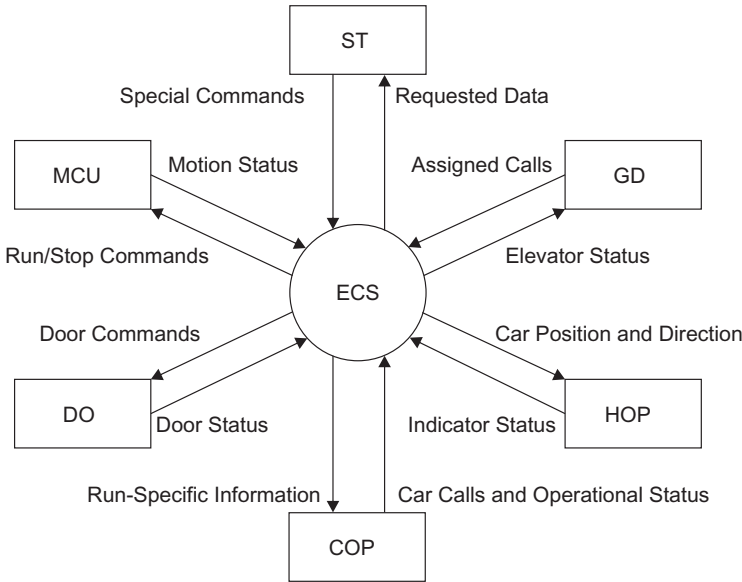 ST
Special Commands
Requested Data
MCU
Motion Status
Assigned Calls
GD
Run/Stop Commands
Elevator Status
ECS
Door Commands
Car Position and Direction
DO
Door Status
Indicator Status
HOP
Run-Specific Information
Car Calls and Operational Status
COP